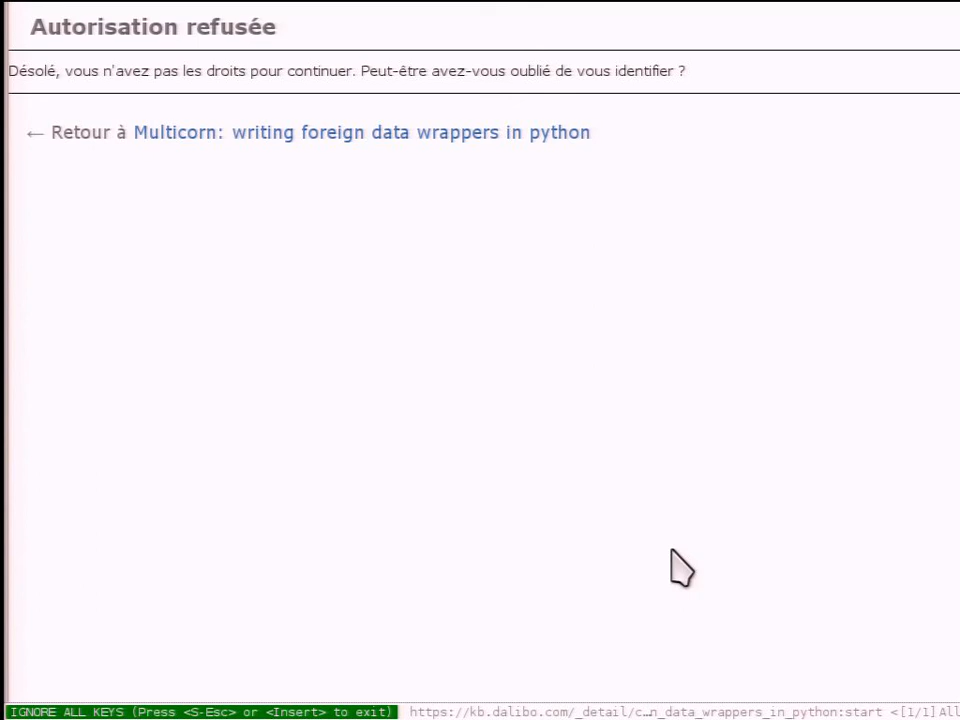 Autorisation refusée
Désolé, vous n'avez pas les droits pour continuer. Peut-être avez-vous oublié de vous identifier ?
← Retour à Multicorn: writing foreign data wrappers in python
IGNORE ALL KEYS (Press <S-Esc> or <Insert> to exit) https://kb.dalibo.com/_detail/c…n_data_wrappers_in_python:start <[1/1] All